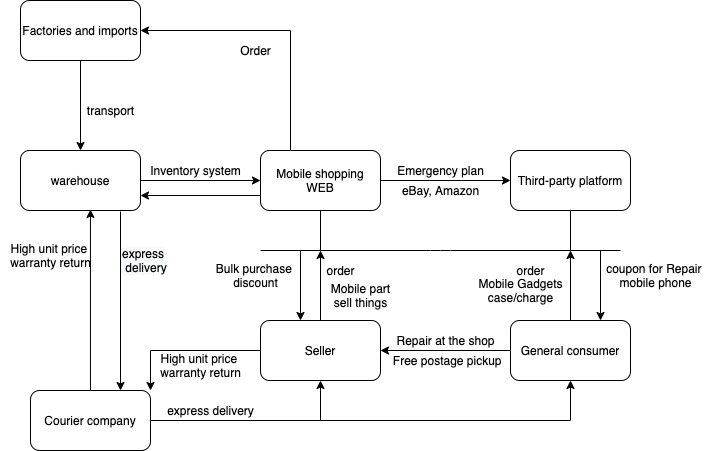 Factories and imports
Order
transport
warehouse
Inventory system
Mobile shopping
WEB
Emergency plan
eBay, Amazon
Third-party platform
High unit price
warranty return
express
delivery
Bulk purchase
discount
order
Mobile part
sell things
order
Mobile Gadgets
case/charge
coupon for Repair
mobile phone
High unit price
warranty return
Seller
Repair at the shop
Free postage pickup
General consumer
Courier company
express delivery